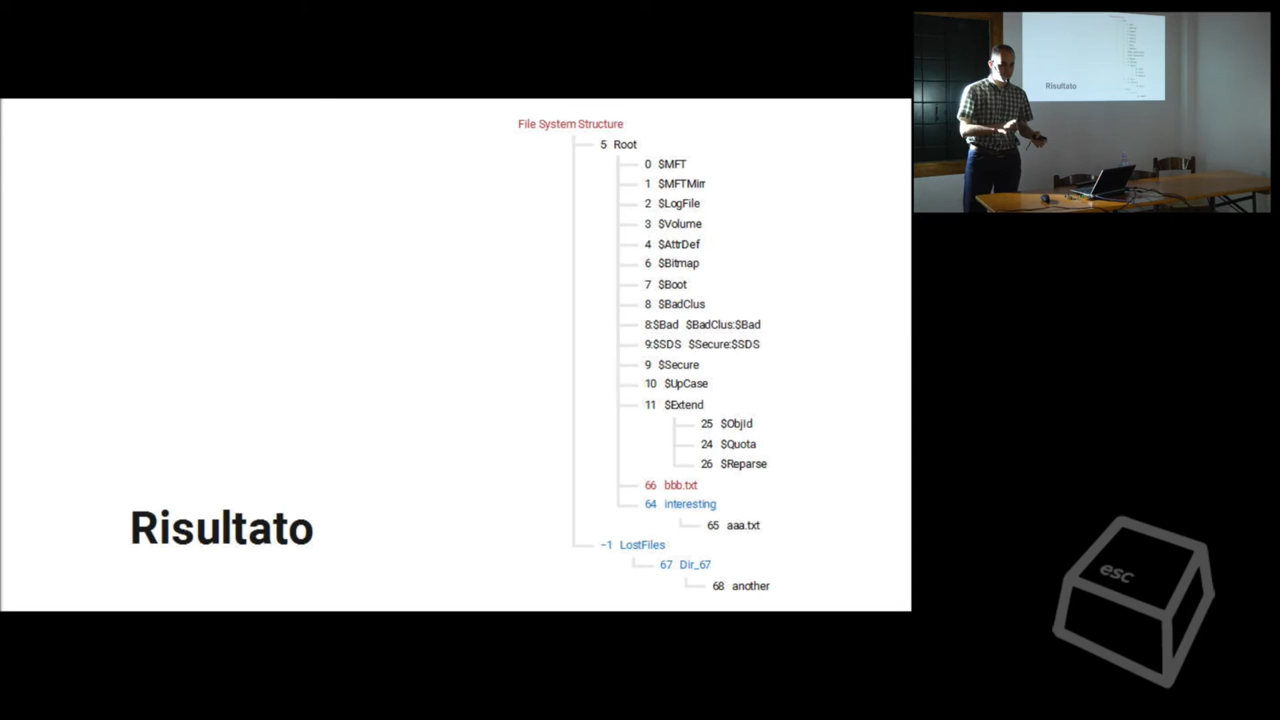 File System Structure
5 Root
0 $MFT
1 $MFTMirr
2 $LogFile
3 $Volume
4 $AttrDef
6 $Bitmap
7 $Boot
8 $BadClus
8:$Bad $BadClus:$Bad
9:$SDS $Secure:$SDS
9 $Secure
10 $UpCase
11 $Extend
25 $ObjId
24 $Quota
26 $Reparse
66 bbb.txt
64 interesting
65 aaa.txt
−1 LostFiles
67 Dir_67
68 another
Risultato
Risultato
esc